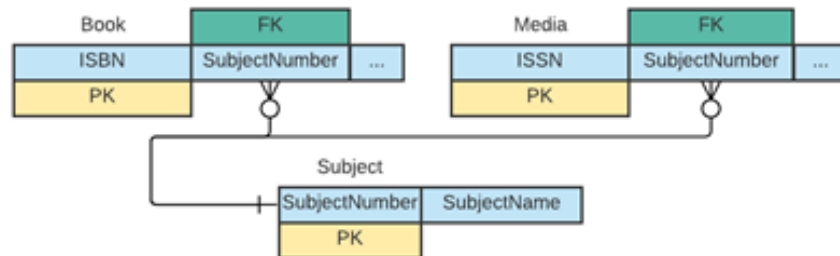 Book FK Media FK
ISBN SubjectNumber ... ISSN SubjectNumber ...
PK PK
Subject
SubjectNumber SubjectName
PK